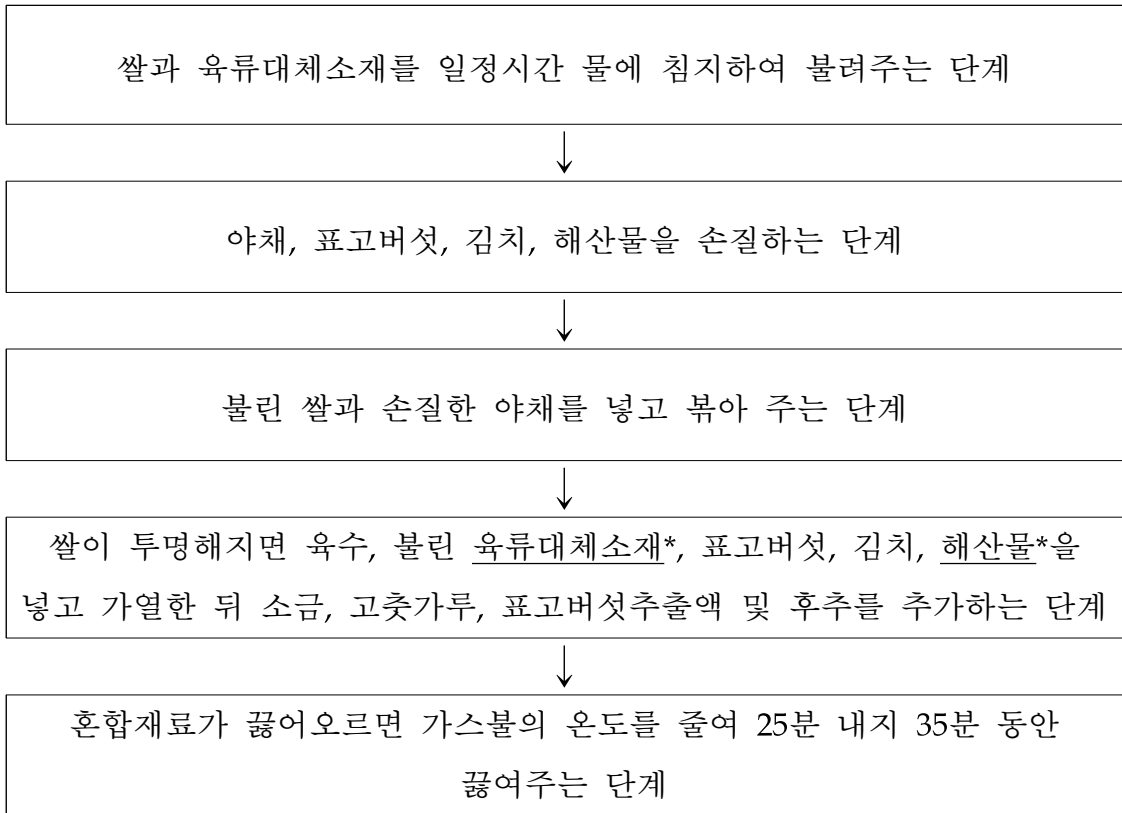 쌀과 육류대체소재를 일정시간 물에 침지하여 불려주는 단계
↓
야채, 표고버섯, 김치, 해산물을 손질하는 단계
↓
불린 쌀과 손질한 야채를 넣고 볶아 주는 단계
↓
쌀이 투명해지면 육수, 불린 육류대체소재*, 표고버섯, 김치, 해산물*을
넣고 가열한 뒤 소금, 고춧가루, 표고버섯추출액 및 후추를 추가하는 단계
↓
혼합재료가 끓어오르면 가스불의 온도를 줄여 25분 내지 35분 동안
끓여주는 단계